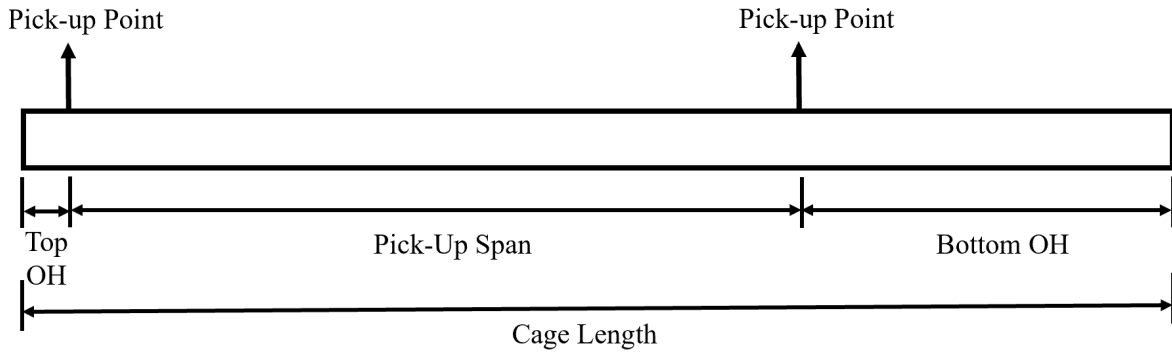 Pick-up Point
Pick-up Point
Top
OH
Pick-Up Span
Bottom OH
Cage Length